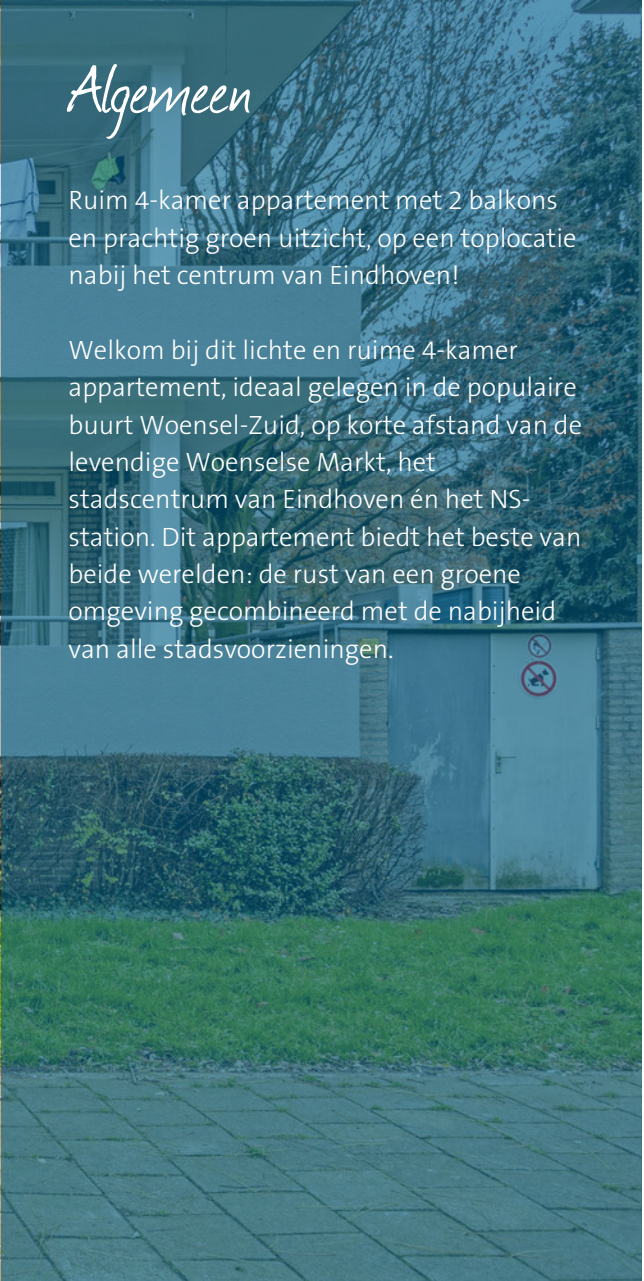 Algemeen
Ruim 4-kamer appartement met 2 balkons
en prachtig groen uitzicht, op een toplocatie
nabij het centrum van Eindhoven!
Welkom bij dit lichte en ruime 4-kamer
appartement, ideaal gelegen in de populaire
buurt Woensel-Zuid, op korte afstand van de
levendige Woenselse Markt, het
stadscentrum van Eindhoven én het NS-
station. Dit appartement biedt het beste van
beide werelden: de rust van een groene
omgeving gecombineerd met de nabijheid
van alle stadsvoorzieningen.